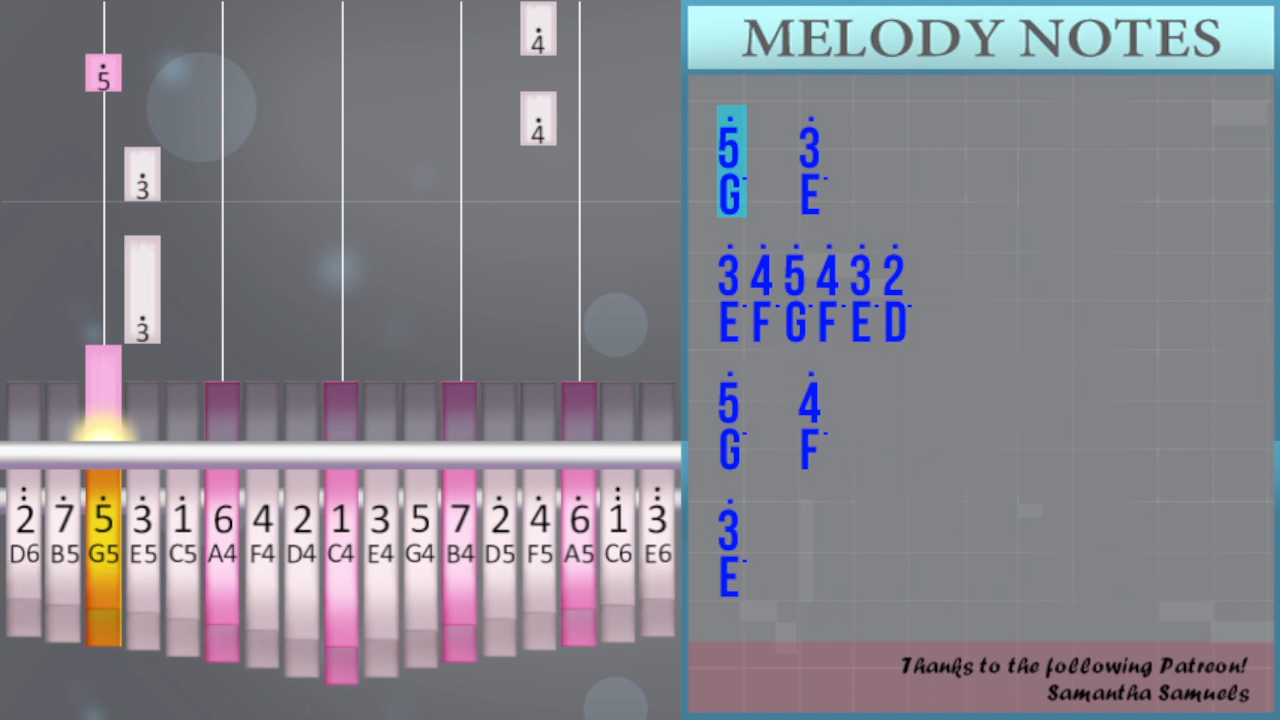 4
5
4
3
3
2 7 5 3 1 6 4 2 1 3 5 7 2 4 6 1 3
D6 B5 G5 E5 C5 A4 F4 D4 C4 E4 G4 B4 D5 F5 A5 C6 E6
MELODY NOTES
5 3
G E
3 4 5 4 3 2
E F G F E D
5 4
G F
3
E
Thanks to the following Patreon!
Samantha Samuels